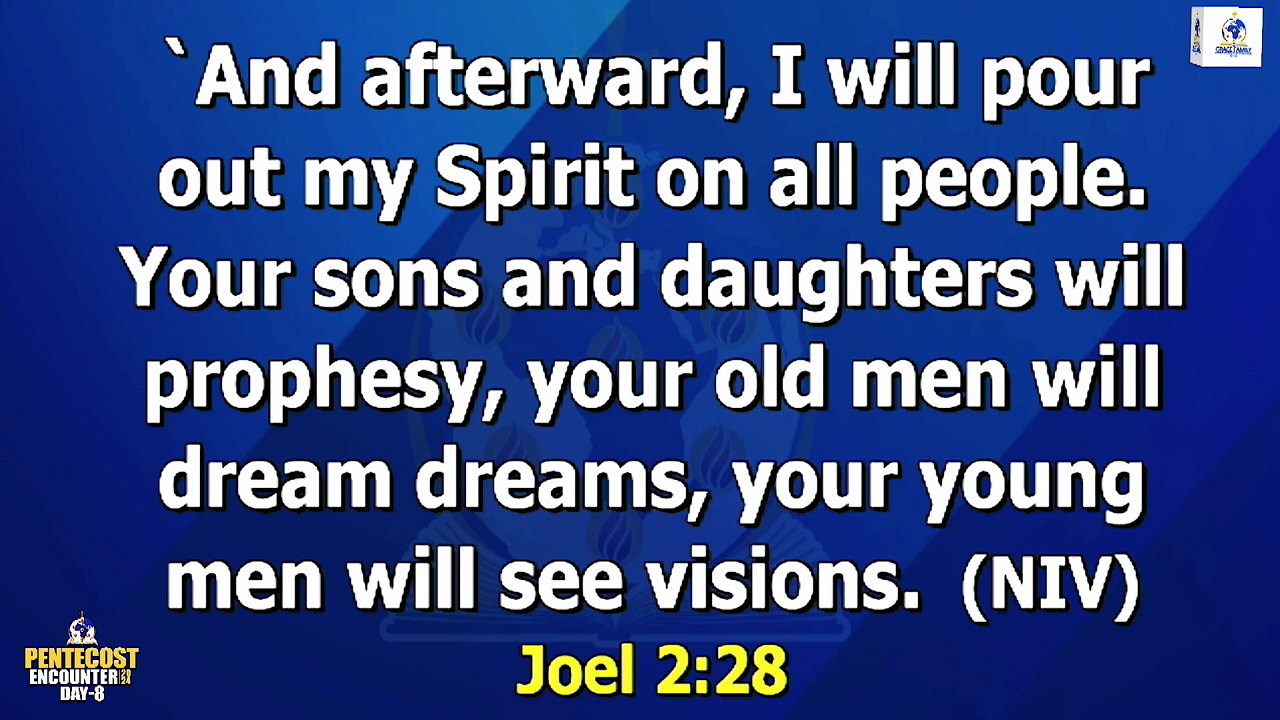 `And afterward, I will pour
out my Spirit on all people.
Your sons and daughters will
prophesy, your old men will
dream dreams, your young
men will see visions. (NIV)
Joel 2:28
PENTECOST
ENCOUNTER
DAY-8